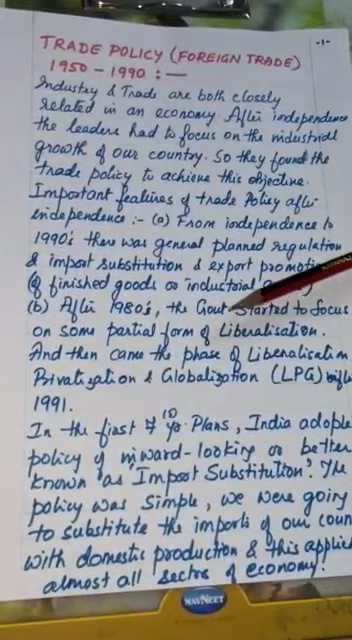 -1-
TRADE POLICY (FOREIGN TRADE)
1950-1990 :-
Industry & Trade are both closely
related in an economy. After independence
the leaders had to focus on the industrial
growth of our country. So they found the
trade policy to achieve this objective.
Important features of trade Policy after
independence :- (a) From independence to
1990's there was general planned regulation
& import substitution & export promotion
(of finished goods or industrial
(b) After 1980's, the Govt. started to focus
on some partial form of Liberalisation.
And then came the phase of Liberalisation
Privatization & Globalization (LPG)
1991.
In the first 7 (5) Yr Plans, India adopte
policy of inward-looking or better
known as 'Import Substitution'. The
policy was simple, we were going
to substitute the imports of our coun
with domestic production & this applie
almost all sectrs of economy.
NAVNEET